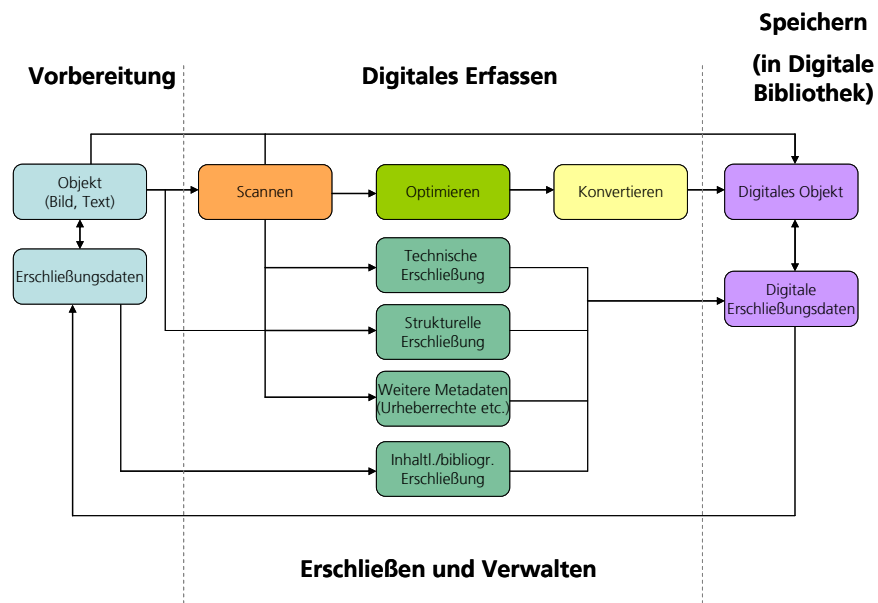 Speichern
(in Digitale
Bibliothek)
Vorbereitung
Digitales Erfassen
Objekt
(Bild, Text)
Scannen
Optimieren
Konvertieren
Digitales Objekt
Erschließungsdaten
Technische
Erschließung
Digitale
Erschließungsdaten
Strukturelle
Erschließung
Weitere Metadaten
(Urheberrechte etc.)
Inhaltl./bibliogr.
Erschließung
Erschließen und Verwalten